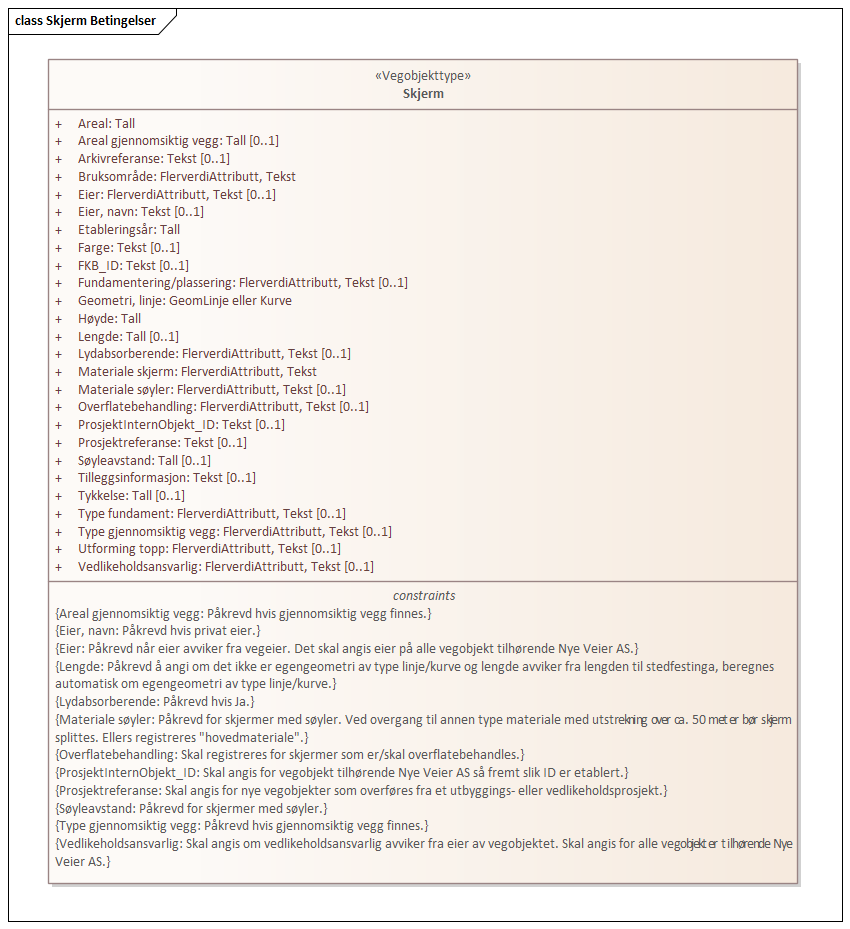 class Skjerm Betingelser
«Vegobjekttype»
Skjerm
+ Areal: Tall
+ Areal gjennomsiktig vegg: Tall [0..1]
+ Arkivreferanse: Tekst [0..1]
+ Bruksområde: FlerverdiAttributt, Tekst
+ Eier: FlerverdiAttributt, Tekst [0..1]
+ Eier, navn: Tekst [0..1]
+ Etableringsår: Tall
+ Farge: Tekst [0..1]
+ FKB_ID: Tekst [0..1]
+ Fundamentering/plassering: FlerverdiAttributt, Tekst [0..1]
+ Geometri, linje: GeomLinje eller Kurve
+ Høyde: Tall
+ Lengde: Tall [0..1]
+ Lydabsorberende: FlerverdiAttributt, Tekst [0..1]
+ Materiale skjerm: FlerverdiAttributt, Tekst
+ Materiale søyler: FlerverdiAttributt, Tekst [0..1]
+ Overflatebehandling: FlerverdiAttributt, Tekst [0..1]
+ ProsjektInternObjekt_ID: Tekst [0..1]
+ Prosjektreferanse: Tekst [0..1]
+ Søyleavstand: Tall [0..1]
+ Tilleggsinformasjon: Tekst [0..1]
+ Tykkelse: Tall [0..1]
+ Type fundament: FlerverdiAttributt, Tekst [0..1]
+ Type gjennomsiktig vegg: FlerverdiAttributt, Tekst [0..1]
+ Utforming topp: FlerverdiAttributt, Tekst [0..1]
+ Vedlikeholdsansvarlig: FlerverdiAttributt, Tekst [0..1]
constraints
{Areal gjennomsiktig vegg: Påkrevd hvis gjennomsiktig vegg finnes.}
{Eier, navn: Påkrevd hvis privat eier.}
{Eier: Påkrevd når eier avviker fra vegeier. Det skal angis eier på alle vegobjekt tilhørende Nye Veier AS.}
{Lengde: Påkrevd å angi om det ikke er egengeometri av type linje/kurve og lengde avviker fra lengden til stedfestinga, beregnes
automatisk om egengeometri av type linje/kurve.}
{Lydabsorberende: Påkrevd hvis Ja.}
{Materiale søyler: Påkrevd for skjermer med søyler. Ved overgang til annen type materiale med utstrekning over ca. 50 meter bør skjerm
splittes. Ellers registreres "hovedmateriale".}
{Overflatebehandling: Skal registreres for skjermer som er/skal overflatebehandles.}
{ProsjektInternObjekt_ID: Skal angis for vegobjekt tilhørende Nye Veier AS så fremt slik ID er etablert.}
{Prosjektreferanse: Skal angis for nye vegobjekter som overføres fra et utbyggings- eller vedlikeholdsprosjekt.}
{Søyleavstand: Påkrevd for skjermer med søyler.}
{Type gjennomsiktig vegg: Påkrevd hvis gjennomsiktig vegg finnes.}
{Vedlikeholdsansvarlig: Skal angis om vedlikeholdsansvarlig avviker fra eier av vegobjektet. Skal angis for alle vegobjekter tilhørende Nye
Veier AS.}